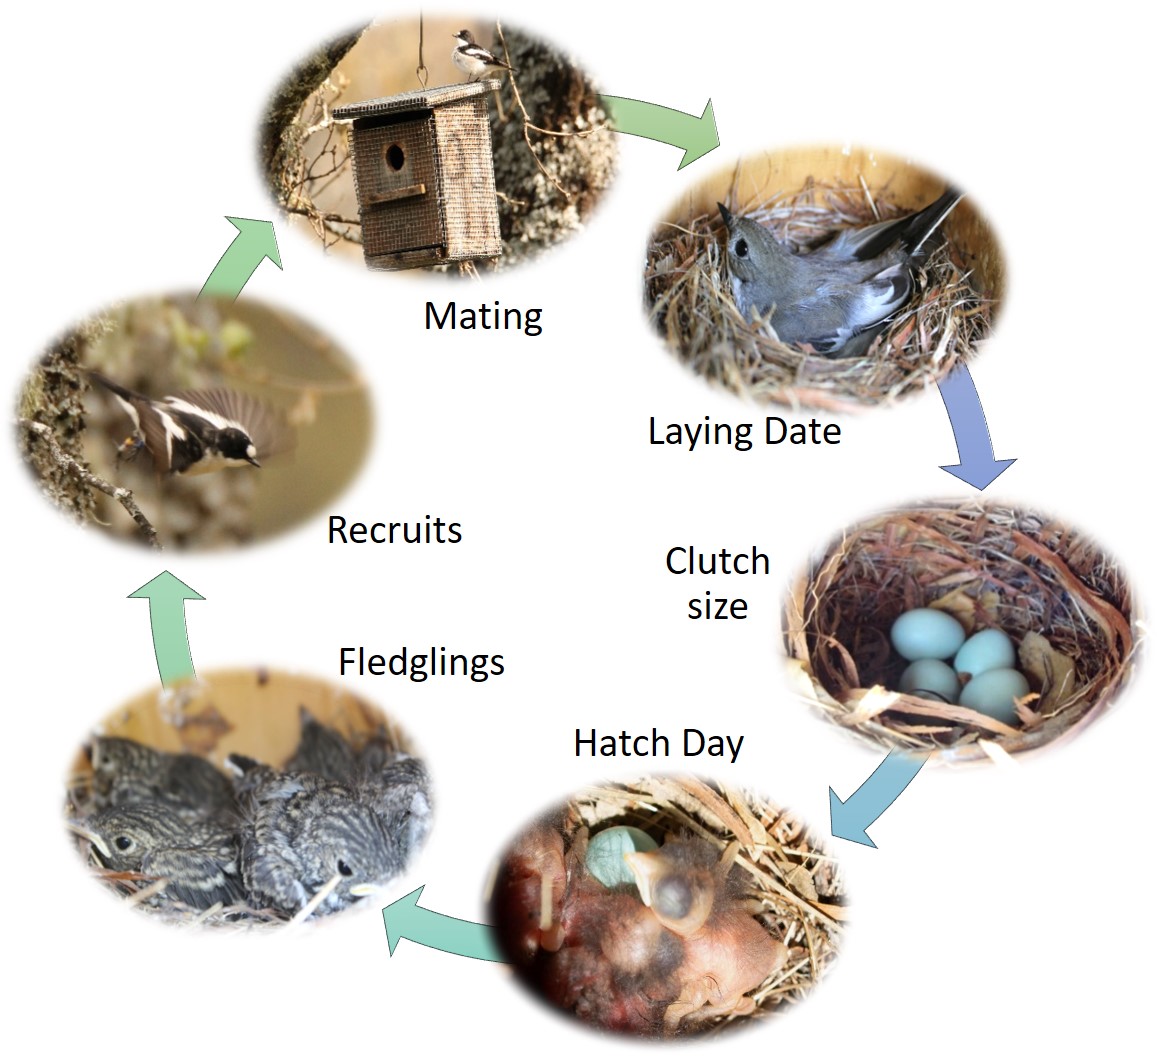 Mating
Laying Date
Clutch
size
Hatch Day
Fledglings
Recruits